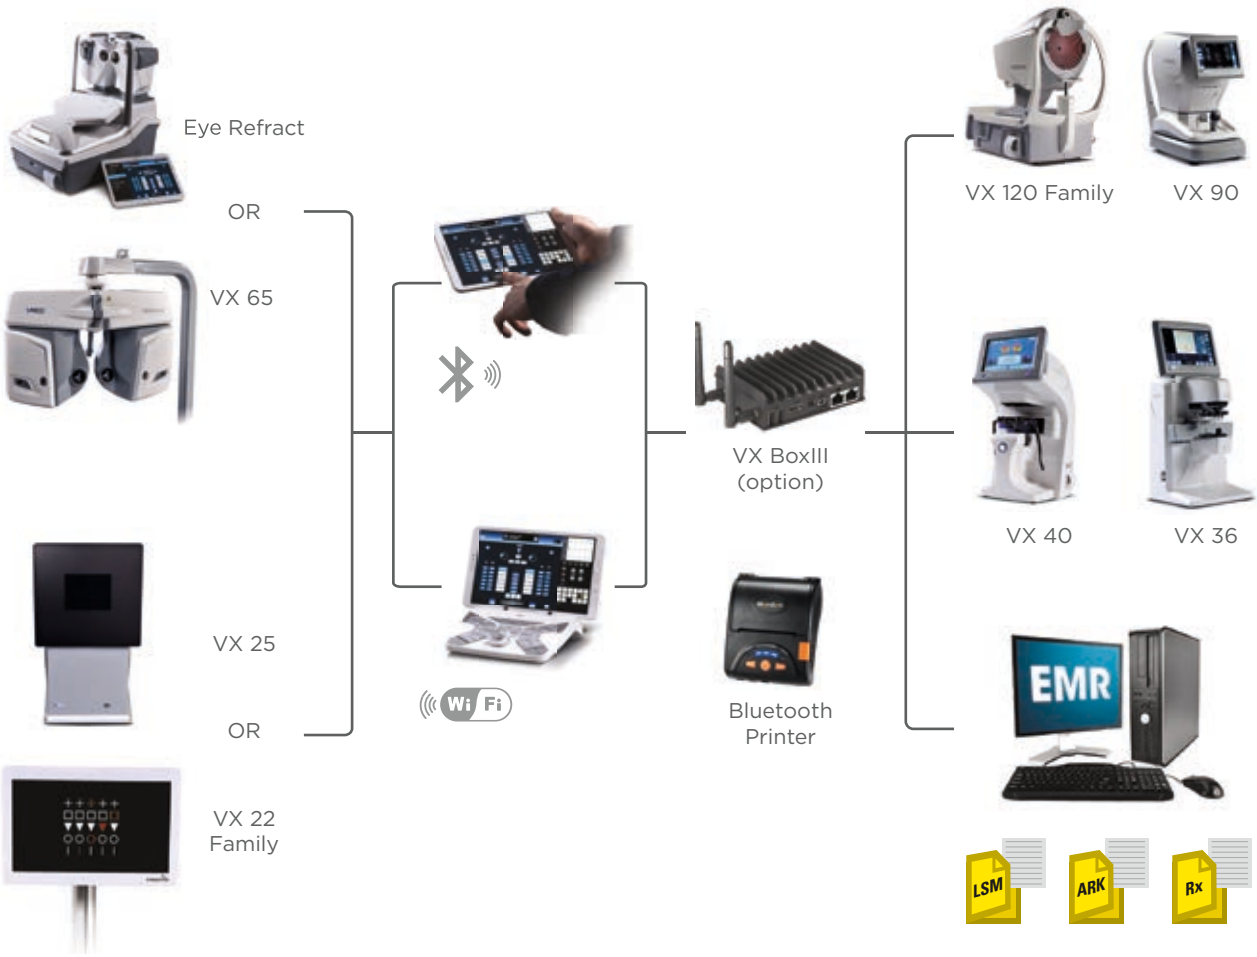 Eye Refract
OR
VX 65
VX 25
OR
VX 22
Family
Wi Fi
VX BoxIII
(option)
Bluetooth
Printer
VX 120 Family
VX 90
VX 40
VX 36
EMR
LSM
ARK
Rx